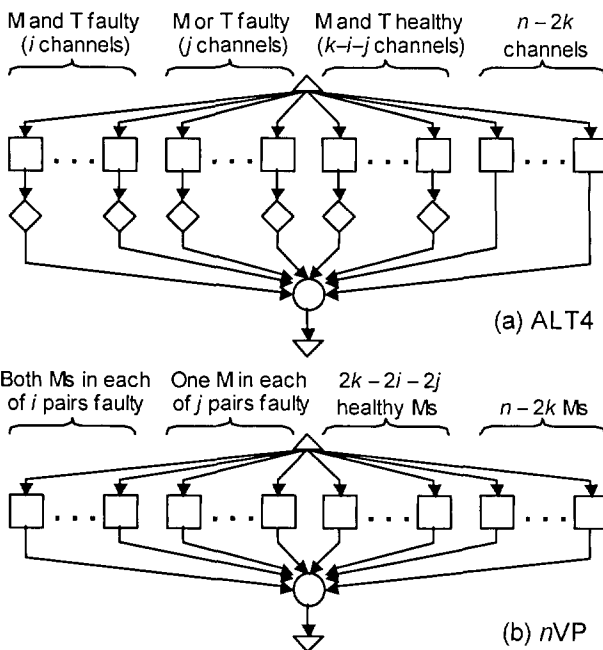 M and T faulty
(i channels)
M or T faulty
(j channels)
M and T healthy
(k–i–j channels)
n – 2k
channels
. . .
. . .
. . .
. . .
(a) ALT4
Both Ms in each
of i pairs faulty
One M in each
of j pairs faulty
2k – 2i – 2j
healthy Ms
n – 2k Ms
. . .
. . .
. . .
. . .
(b) nVP